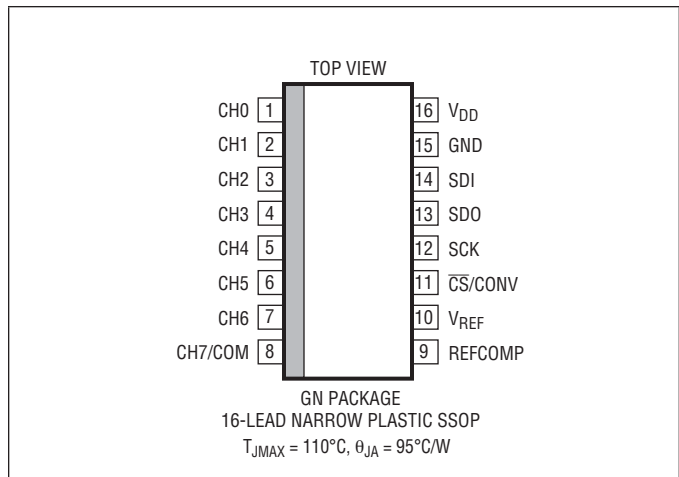 TOP VIEW
CH0 1
CH1 2
CH2 3
CH3 4
CH4 5
CH5 6
CH6 7
CH7/COM 8
16 VDD
15 GND
14 SDI
13 SDO
12 SCK
11 C̅S̅/CONV
10 VREF
9 REFCOMP
GN PACKAGE
16-LEAD NARROW PLASTIC SSOP
TJMAX = 110°C, θJA = 95°C/W